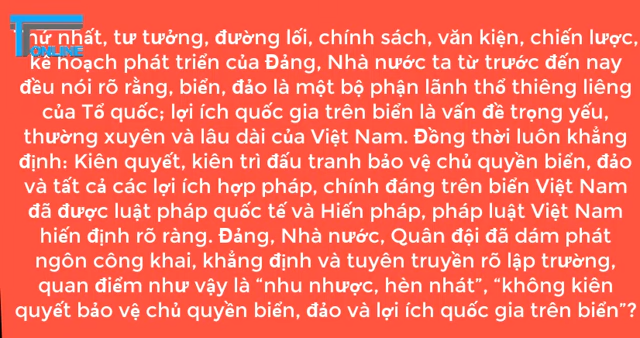 Thứ nhất, tư tưởng, đường lối, chính sách, văn kiện, chiến lược,
kế hoạch phát triển của Đảng, Nhà nước ta từ trước đến nay
đều nói rõ rằng, biển, đảo là một bộ phận lãnh thổ thiêng liêng
của Tổ quốc; lợi ích quốc gia trên biển là vấn đề trọng yếu,
thường xuyên và lâu dài của Việt Nam. Đồng thời luôn khẳng
định: Kiên quyết, kiên trì đấu tranh bảo vệ chủ quyền biển, đảo
và tất cả các lợi ích hợp pháp, chính đáng trên biển Việt Nam
đã được luật pháp quốc tế và Hiến pháp, pháp luật Việt Nam
hiến định rõ ràng. Đảng, Nhà nước, Quân đội đã dám phát
ngôn công khai, khẳng định và tuyên truyền rõ lập trường,
quan điểm như vậy là “nhu nhược, hèn nhát”, “không kiên
quyết bảo vệ chủ quyền biển, đảo và lợi ích quốc gia trên biển”?
ONLINE